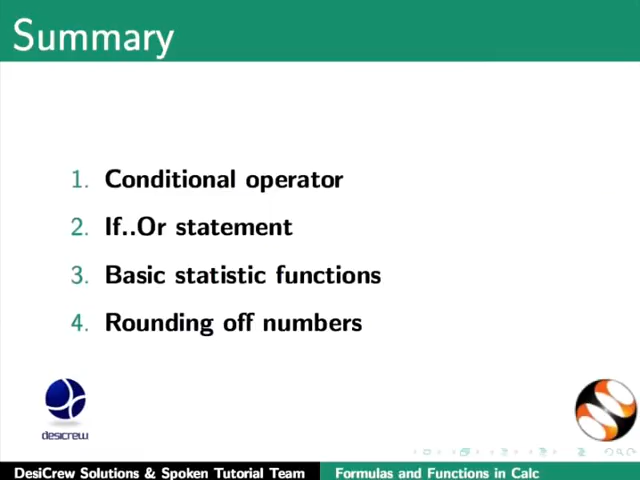 Summary
1. Conditional operator
2. If..Or statement
3. Basic statistic functions
4. Rounding off numbers
desicrew
DesiCrew Solutions & Spoken Tutorial Team Formulas and Functions in Calc